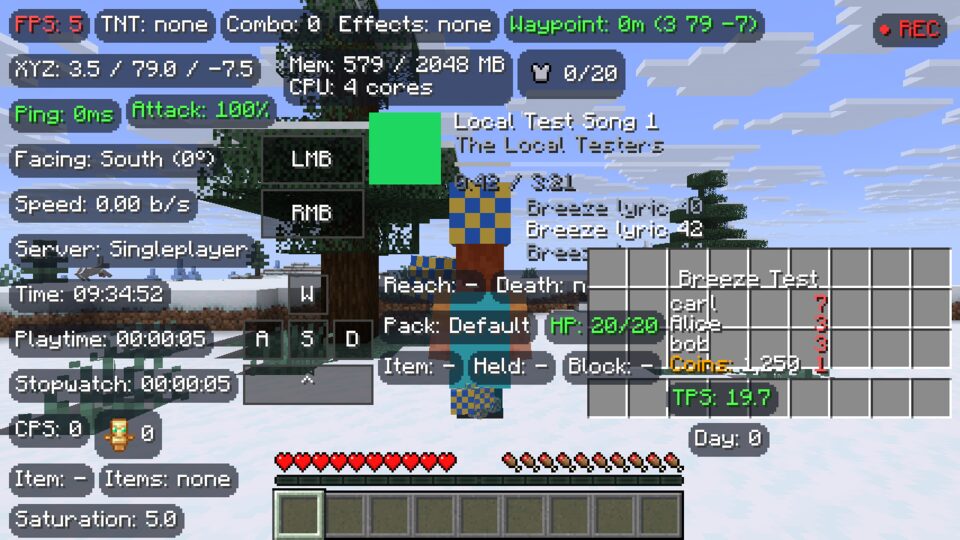 FPS: 5 TNT: none Combo: 0 Effects: none Waypoint: 0m (3 79 -7) REC
XYZ: 3.5 / 79.0 / -7.5 Mem: 579 / 2048 MB 0/20
CPU: 4 cores
Ping: 0ms Attack: 100%
Local Test Song 1
The Local Testers
Facing: South (0°) LMB
0:42 / 3:21
Speed: 0.00 b/s RMB
Breeze lyric 40
Breeze lyric 42
Server: Singleplayer Breeze
Breeze Test
Time: 09:34:52 W Reach: - Death: n
carl 7
Alice 3
Playtime: 00:00:05 A S D Pack: Default HP: 20/20
bob 3
Item: - Held: - Block: - Coins: 1,250 1
Stopwatch: 00:00:05 ^
TPS: 19.7
CPS: 0 0 Day: 0
Item: - Items: none
Saturation: 5.0